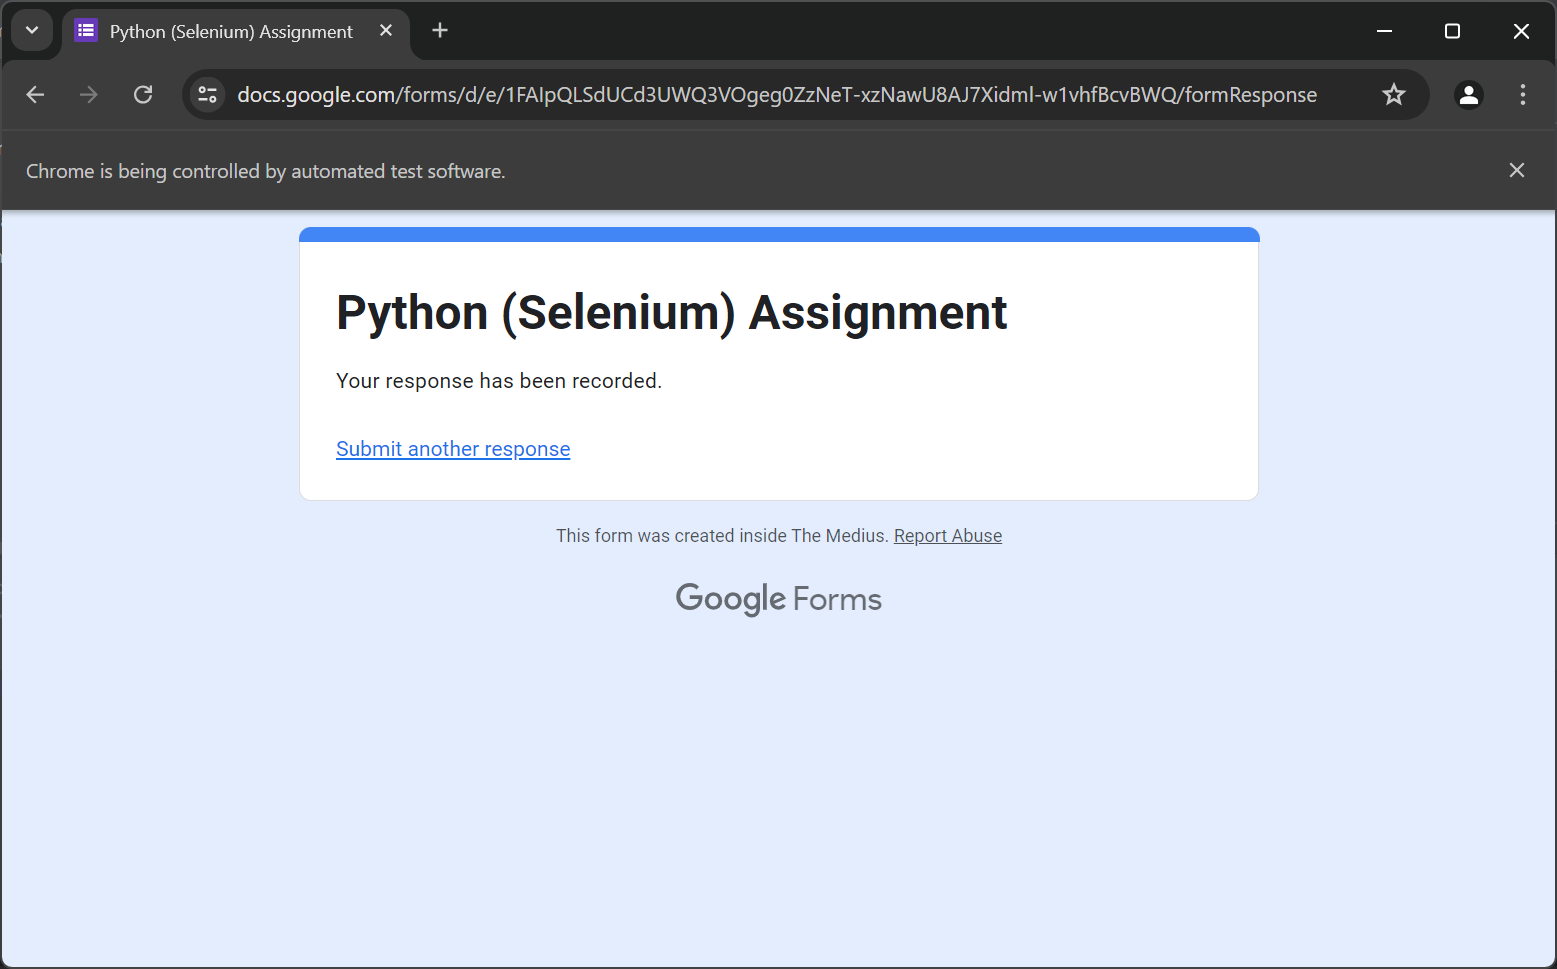 Python (Selenium) Assignment
docs.google.com/forms/d/e/1FAIpQLSdUCd3UWQ3VOgeg0ZzNeT-xzNawU8AJ7Xidml-w1vhfBcvBWQ/formResponse
Chrome is being controlled by automated test software.
Python (Selenium) Assignment
Your response has been recorded.
Submit another response
This form was created inside The Medius. Report Abuse
Google Forms